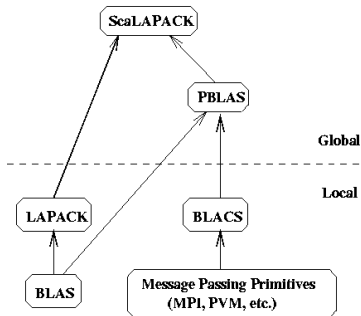 ScaLAPACK
PBLAS
Global
Local
LAPACK
BLACS
BLAS
Message Passing Primitives
(MPI, PVM, etc.)